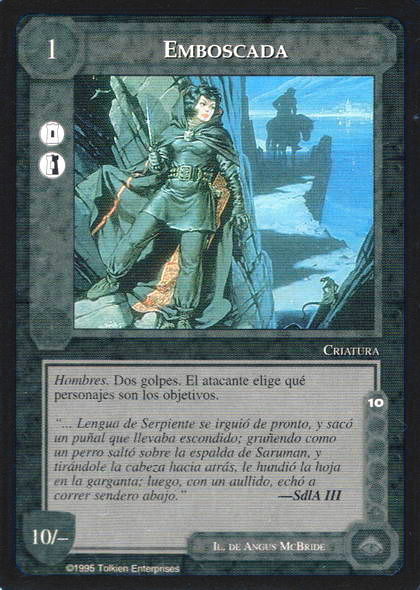 1
EMBOSCADA
CRIATURA
Hombres. Dos golpes. El atacante elige qué
personajes son los objetivos.
10
“... Lengua de Serpiente se irguió de pronto, y sacó
un puñal que llevaba escondido; gruñendo como
un perro saltó sobre la espalda de Saruman, y
tirándole la cabeza hacia atrás, le hundió la hoja
en la garganta; luego, con un aullido, echó a
correr sendero abajo.” —SdlA III
10/–
IL. DE ANGUS MCBRIDE
©1995 Tolkien Enterprises